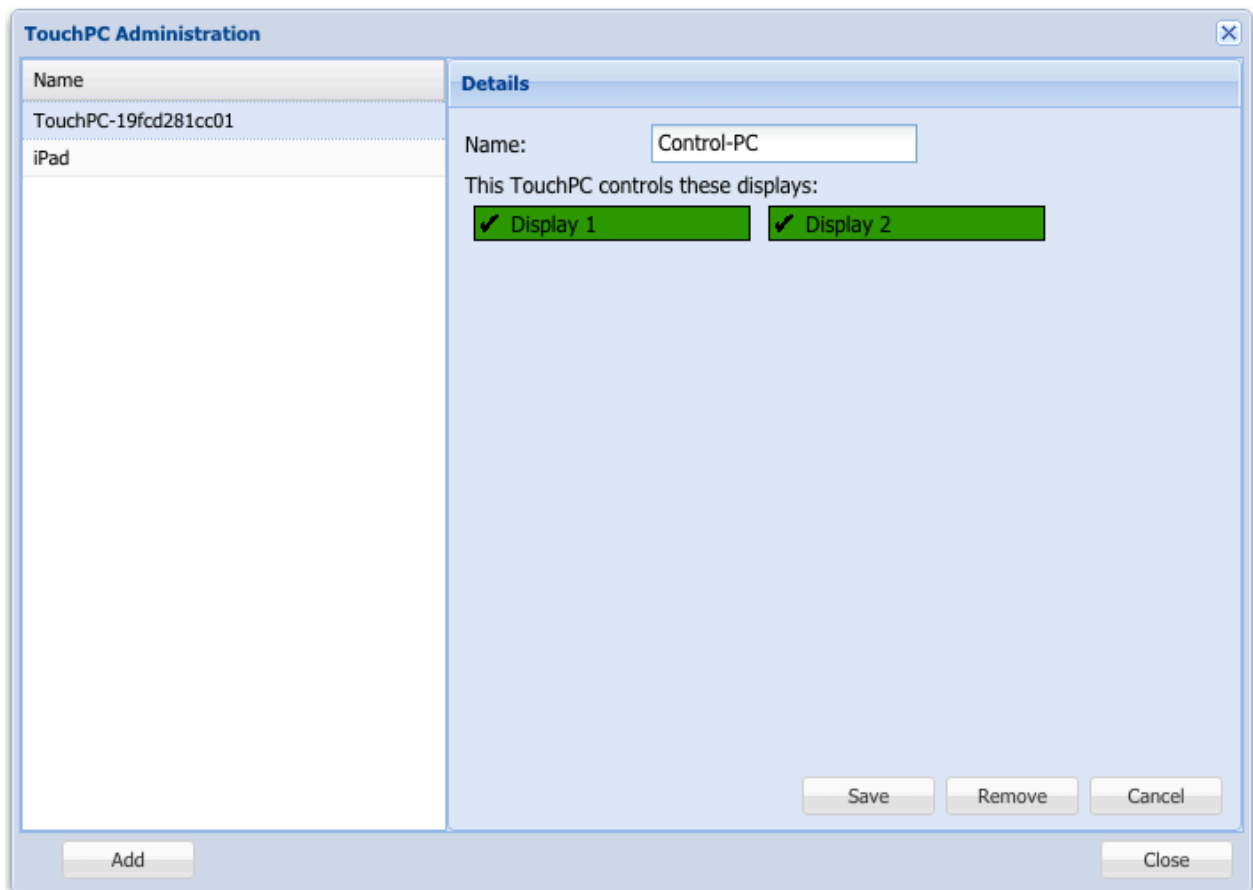 TouchPC Administration
Name
TouchPC-19fcd281cc01
iPad
Details
Name: Control-PC
This TouchPC controls these displays:
✔ Display 1 ✔ Display 2
Save Remove Cancel
Add Close